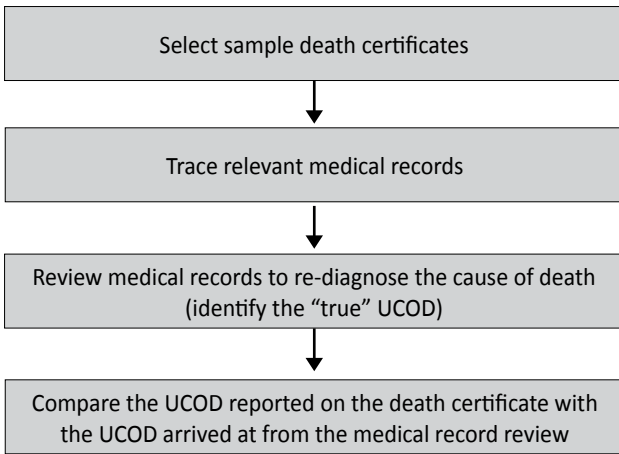 Select sample death certificates
Trace relevant medical records
Review medical records to re-diagnose the cause of death
(identify the “true” UCOD)
Compare the UCOD reported on the death certificate with
the UCOD arrived at from the medical record review